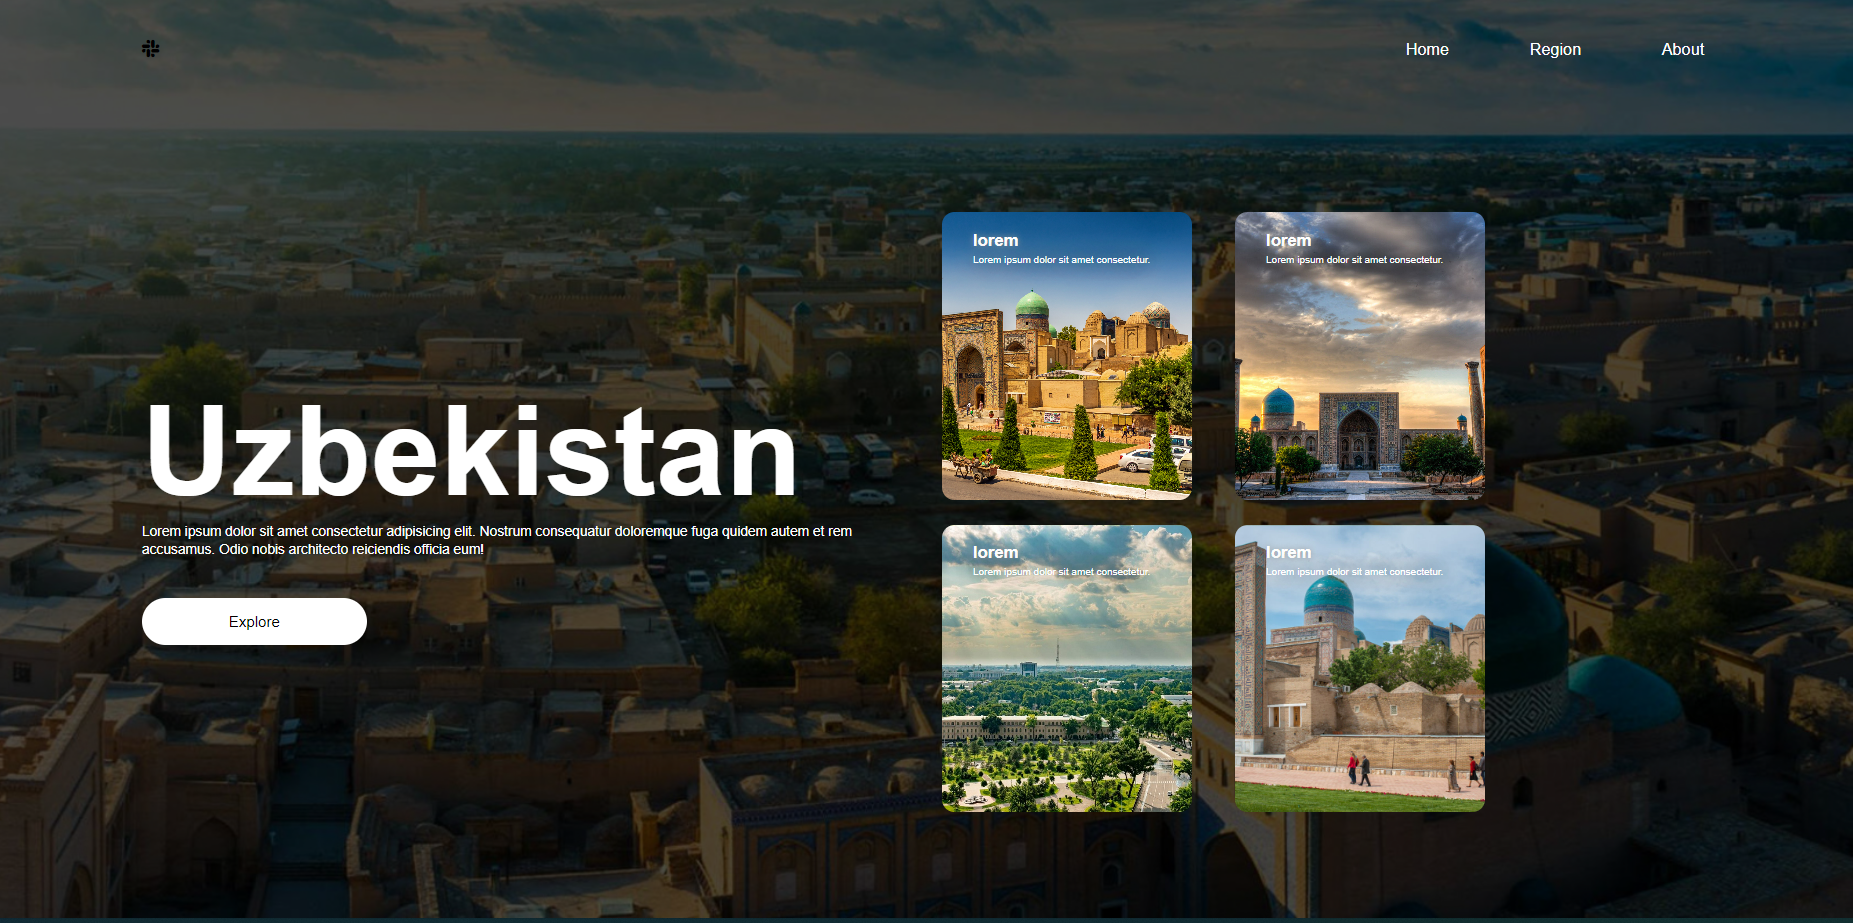 Home
Region
About
lorem
Lorem ipsum dolor sit amet consectetur.
lorem
Lorem ipsum dolor sit amet consectetur.
Uzbekistan
Lorem ipsum dolor sit amet consectetur adipisicing elit. Nostrum consequatur doloremque fuga quidem autem et rem
accusamus. Odio nobis architecto reiciendis officia eum!
Explore
lorem
Lorem ipsum dolor sit amet consectetur.
lorem
Lorem ipsum dolor sit amet consectetur.